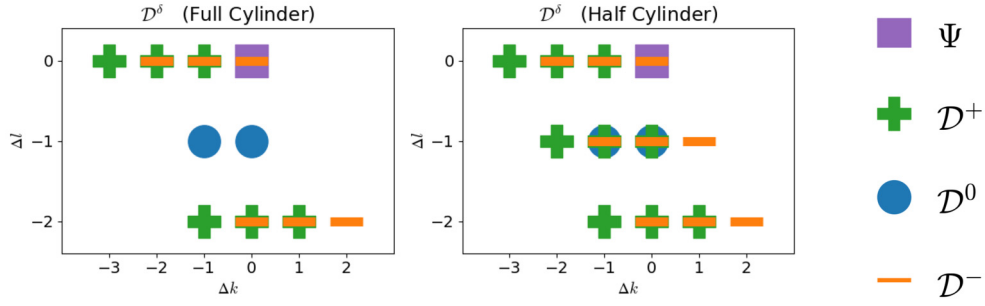 𝒟^δ (Full Cylinder)
0
−1
−2
Δl
−3 −2 −1 0 1 2
Δk
𝒟^δ (Half Cylinder)
0
−1
−2
Δl
−3 −2 −1 0 1 2
Δk
Ψ
𝒟^+
𝒟^0
𝒟^−